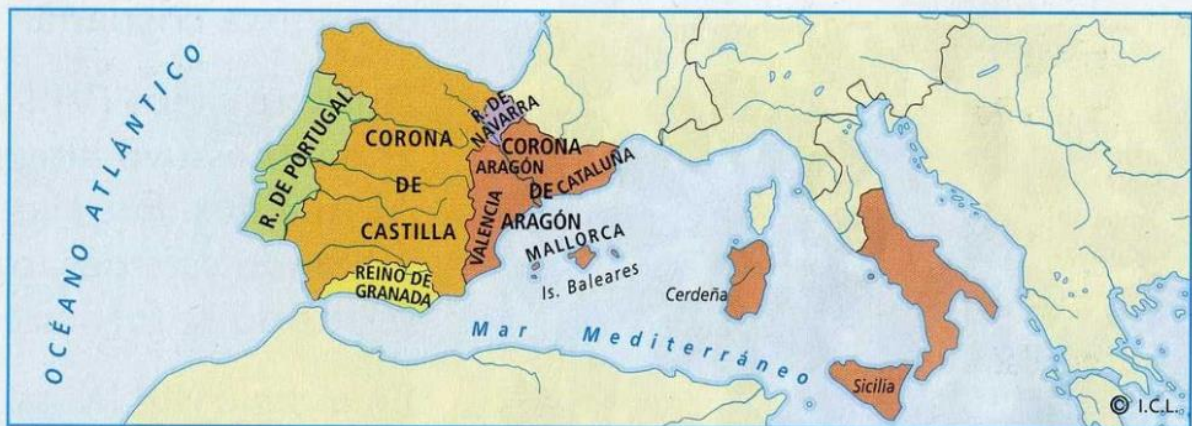 OCÉANO ATLÁNTICO
R. DE PORTUGAL
CORONA
DE
CASTILLA
REINO DE
GRANADA
R. DE
NAVARRA
CORONA
ARAGÓN
DE CATALUÑA
VALENCIA
ARAGÓN
MALLORCA
Is. Baleares
Cerdeña
Mar Mediterráneo
Sicilia
© I.C.L.